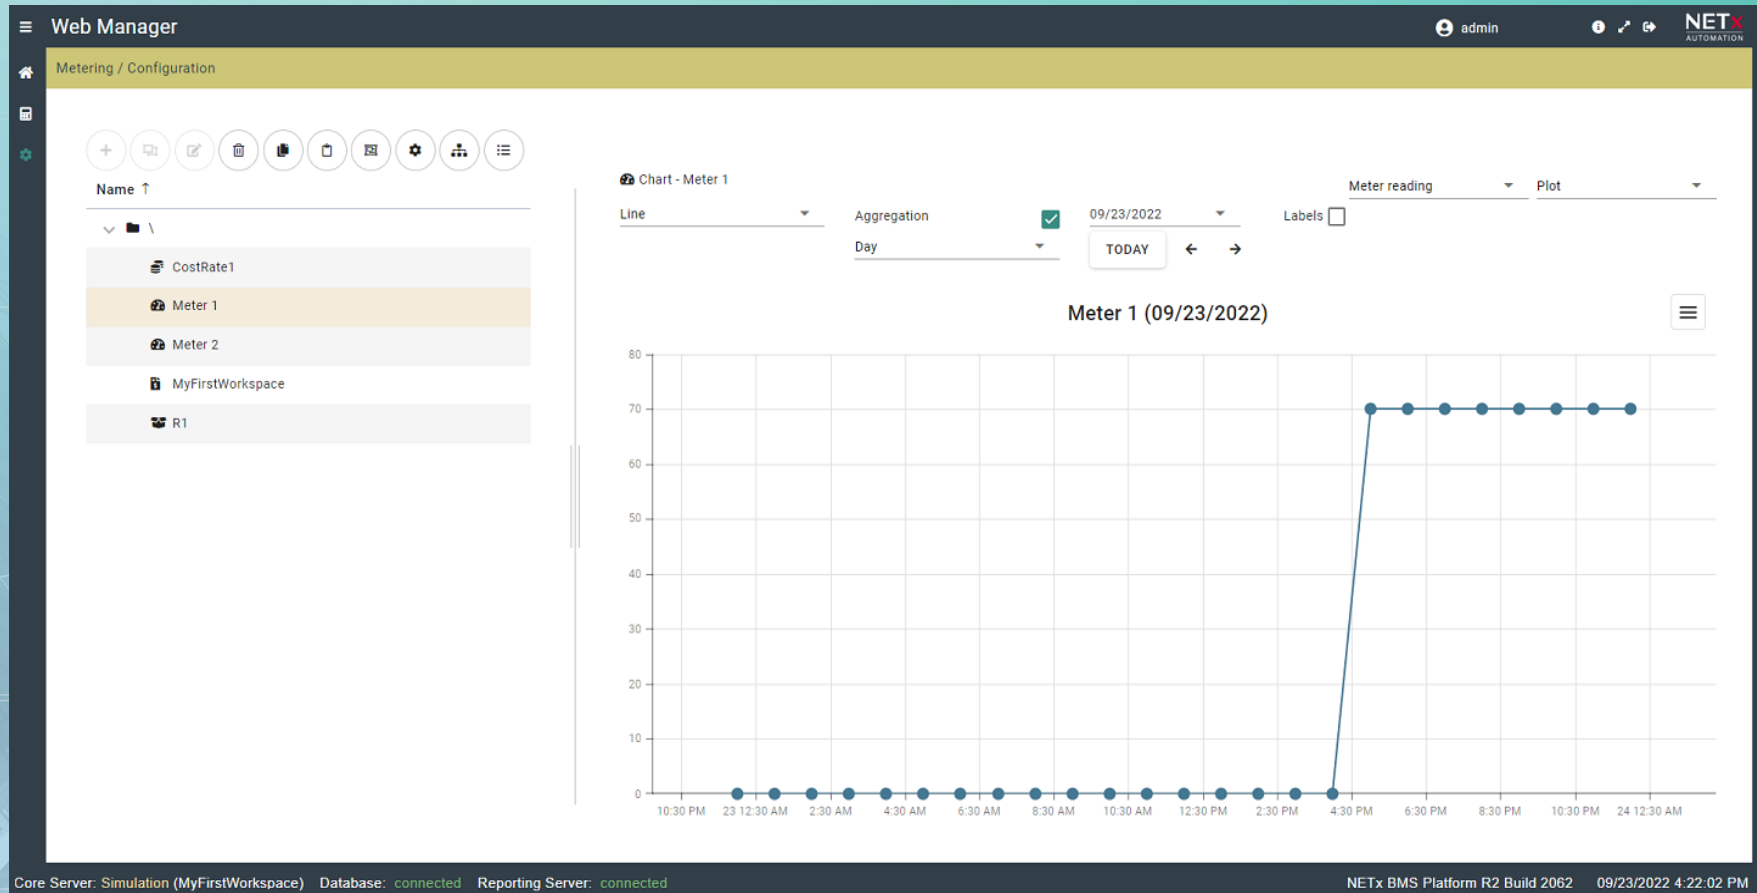 Web Manager
admin
NETX
AUTOMATION
Metering / Configuration
Name ↑
\
CostRate1
Meter 1
Meter 2
MyFirstWorkspace
R1
Chart - Meter 1
Meter reading
Plot
Line
Aggregation
09/23/2022
Labels
Day
TODAY
Meter 1 (09/23/2022)
80
70
60
50
40
30
20
10
0
10:30 PM 23 12:30 AM 2:30 AM 4:30 AM 6:30 AM 8:30 AM 10:30 AM 12:30 PM 2:30 PM 4:30 PM 6:30 PM 8:30 PM 10:30 PM 24 12:30 AM
Core Server: Simulation (MyFirstWorkspace) Database: connected Reporting Server: connected
NETx BMS Platform R2 Build 2062 09/23/2022 4:22:02 PM